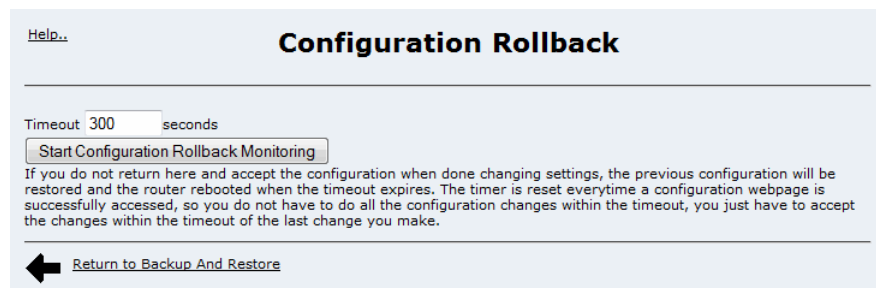 Help..
Configuration Rollback
Timeout 300 seconds
Start Configuration Rollback Monitoring
If you do not return here and accept the configuration when done changing settings, the previous configuration will be
restored and the router rebooted when the timeout expires. The timer is reset everytime a configuration webpage is
successfully accessed, so you do not have to do all the configuration changes within the timeout, you just have to accept
the changes within the timeout of the last change you make.
Return to Backup And Restore